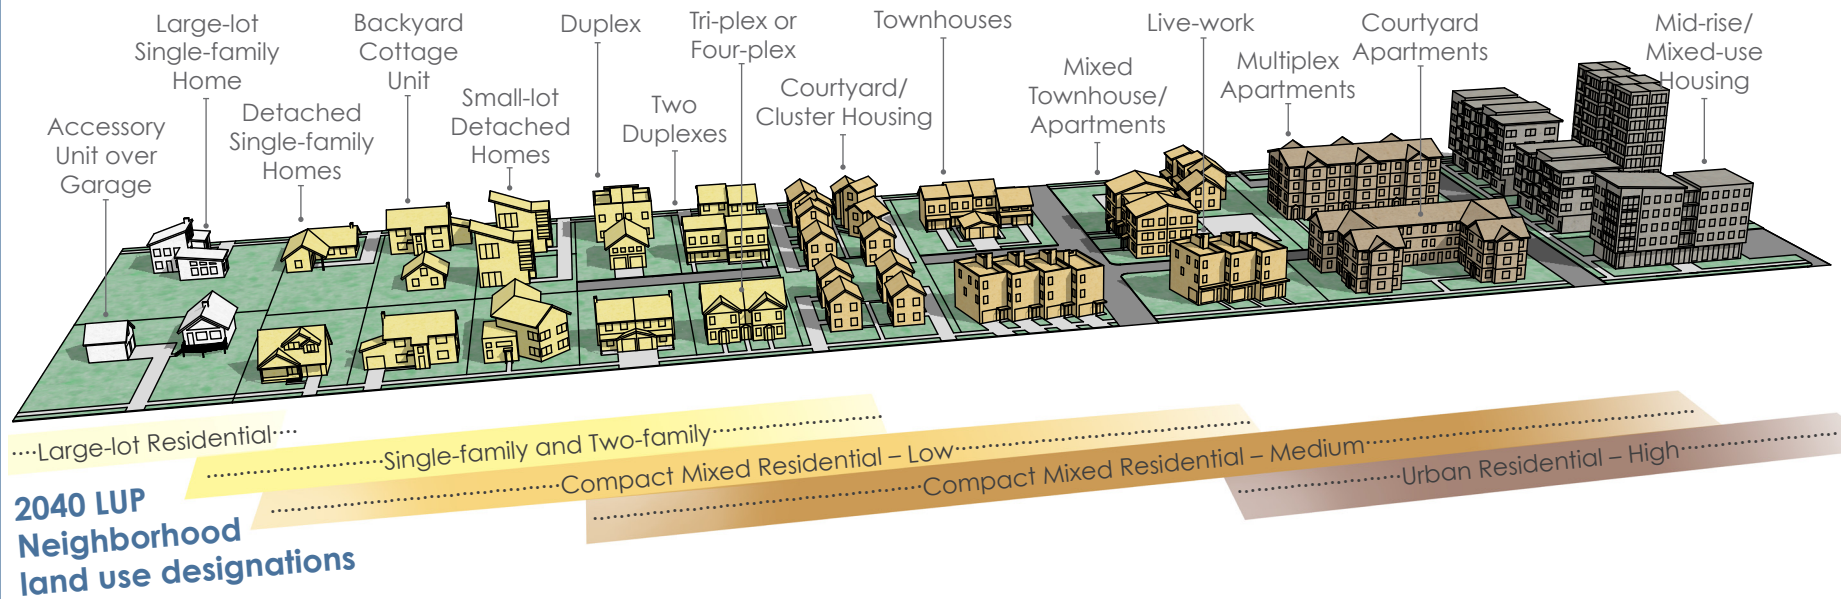 Large-lot
Single-family
Home
Backyard
Cottage
Unit
Duplex
Tri-plex or
Four-plex
Townhouses
Live-work
Courtyard
Apartments
Mid-rise/
Mixed-use
Housing
Accessory
Unit over
Garage
Detached
Single-family
Homes
Small-lot
Detached
Homes
Two
Duplexes
Courtyard/
Cluster Housing
Mixed
Townhouse/
Apartments
Multiplex
Apartments
Large-lot Residential
Single-family and Two-family
Compact Mixed Residential – Low
Compact Mixed Residential – Medium
Urban Residential – High
2040 LUP
Neighborhood
land use designations